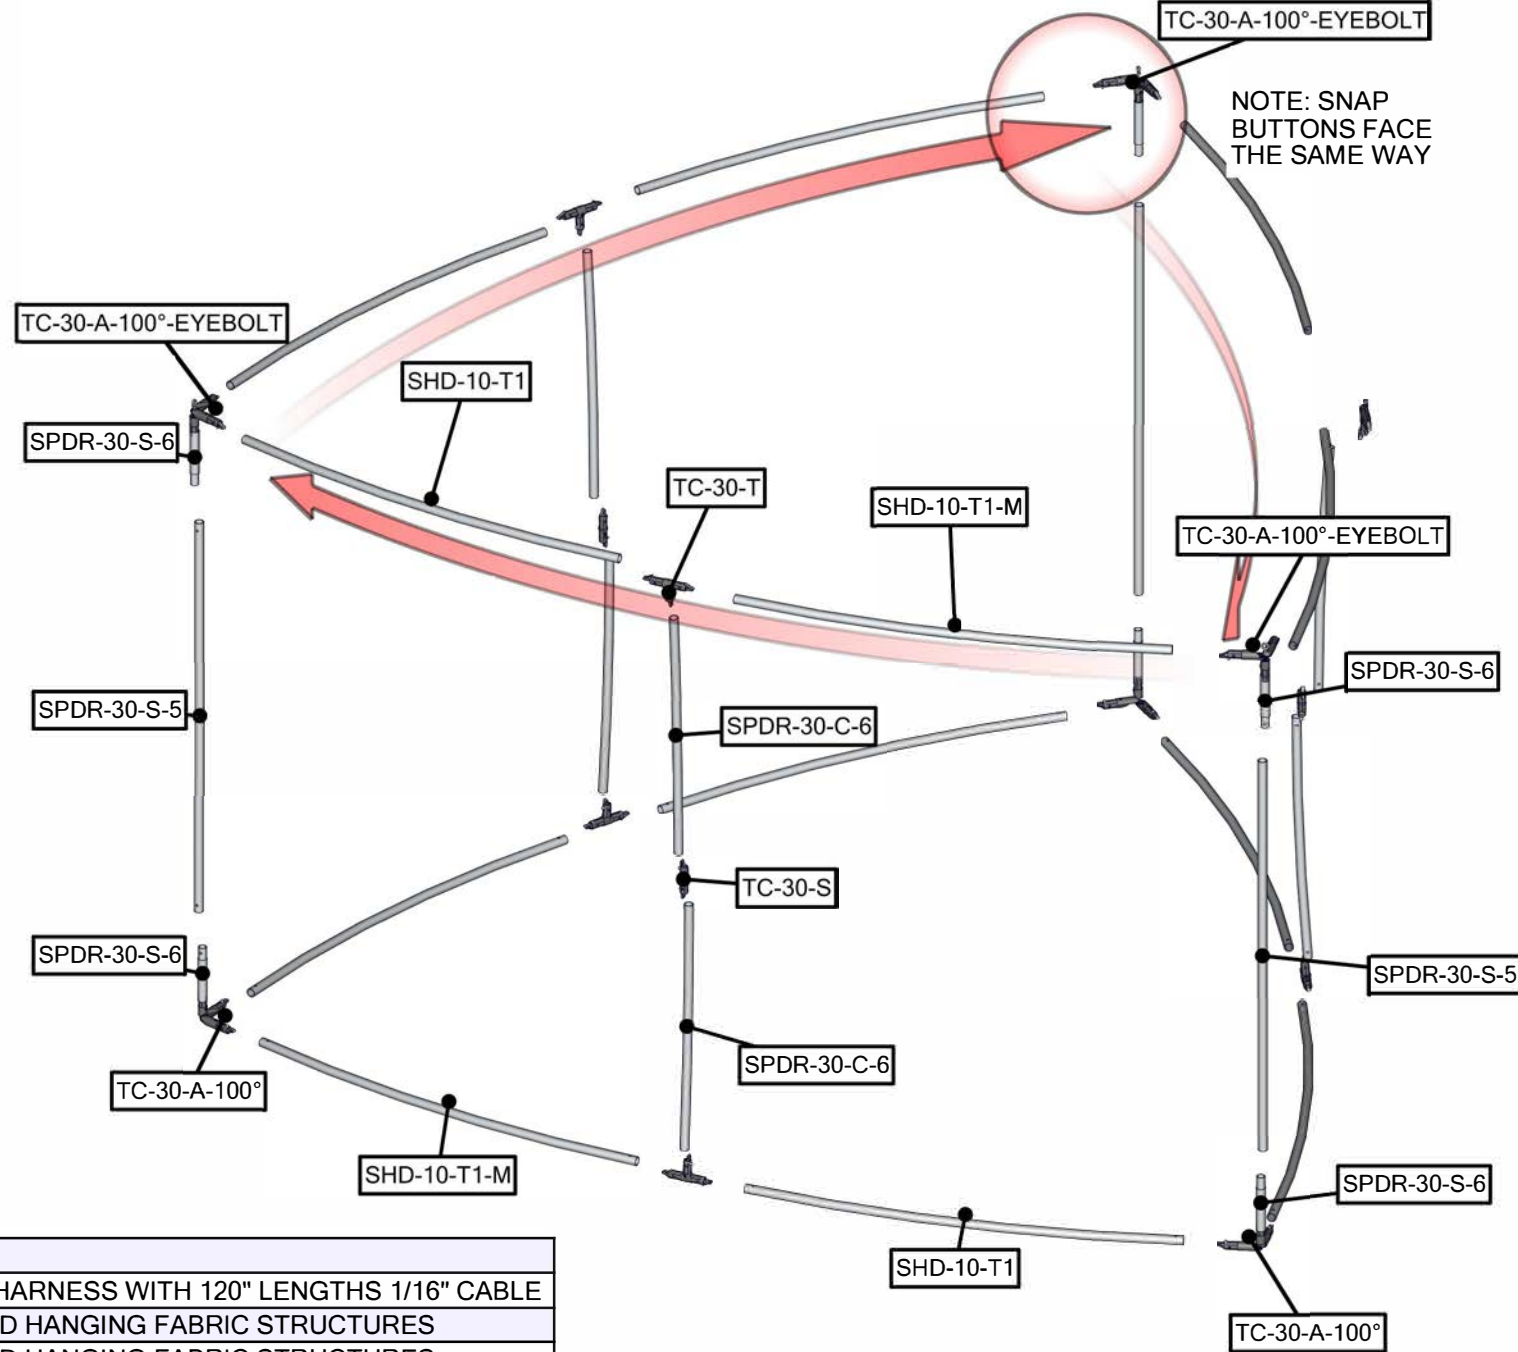 TC-30-A-100°-EYEBOLT
NOTE: SNAP
BUTTONS FACE
THE SAME WAY
TC-30-A-100°-EYEBOLT
SHD-10-T1
SPDR-30-S-6
TC-30-T
SHD-10-T1-M
TC-30-A-100°-EYEBOLT
SPDR-30-S-6
SPDR-30-S-5
SPDR-30-C-6
TC-30-S
SPDR-30-S-6
SPDR-30-S-5
SPDR-30-C-6
TC-30-A-100°
SHD-10-T1-M
SPDR-30-S-6
SHD-10-T1
TC-30-A-100°
HARNESS WITH 120" LENGTHS 1/16" CABLE
D HANGING FABRIC STRUCTURES
D HANGING FABRIC STRUCTURES